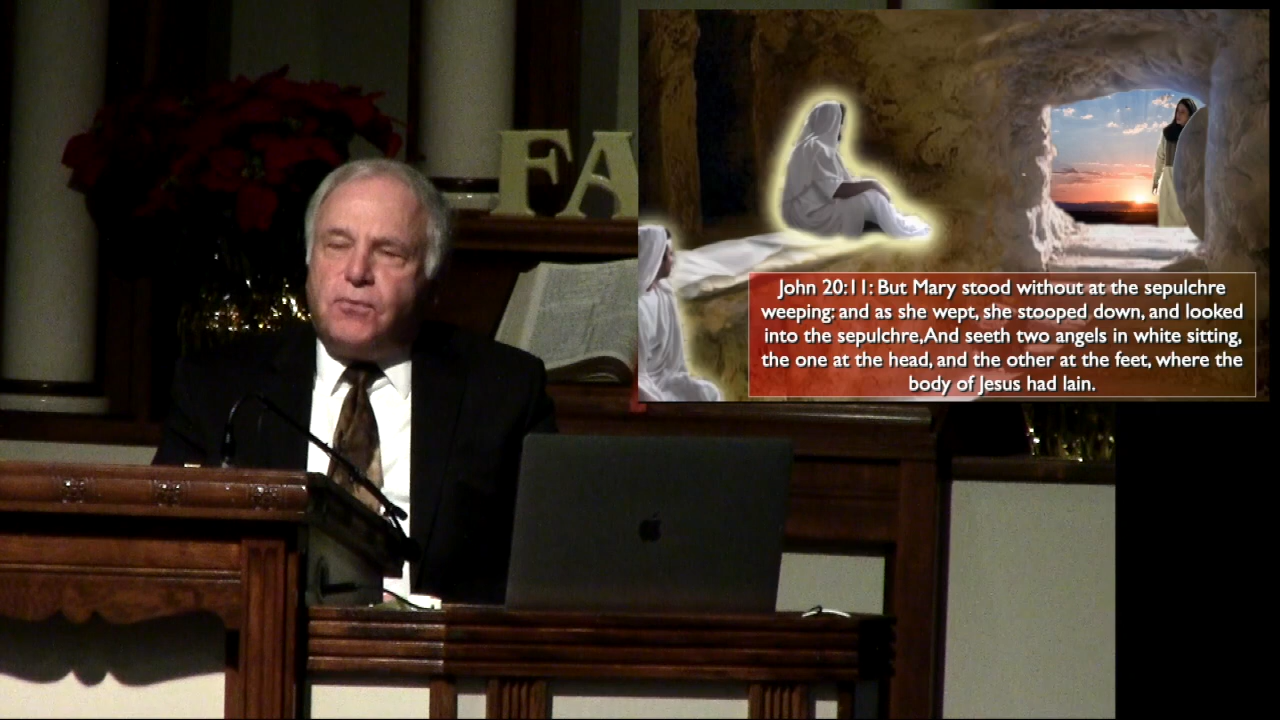 FA
John 20:11: But Mary stood without at the sepulchre
weeping: and as she wept, she stooped down, and looked
into the sepulchre,And seeth two angels in white sitting,
the one at the head, and the other at the feet, where the
body of Jesus had lain.